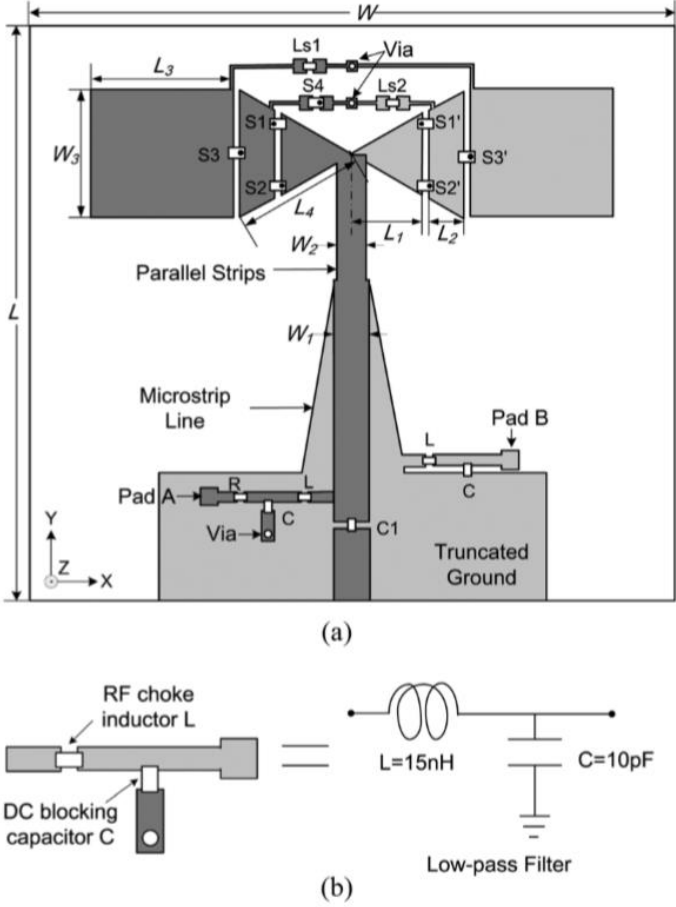 W
Ls1
Via
L3
S4
Ls2
S1
S1'
W3
S3
S3'
S2
S2'
L4
L1
L2
W2
Parallel Strips
L
W1
Microstrip
Line
Pad B
L
C
Pad A
R
L
C
Via
C1
Truncated
Ground
Y
Z
X
(a)
RF choke
inductor L
L=15nH
C=10pF
DC blocking
capacitor C
Low-pass Filter
(b)